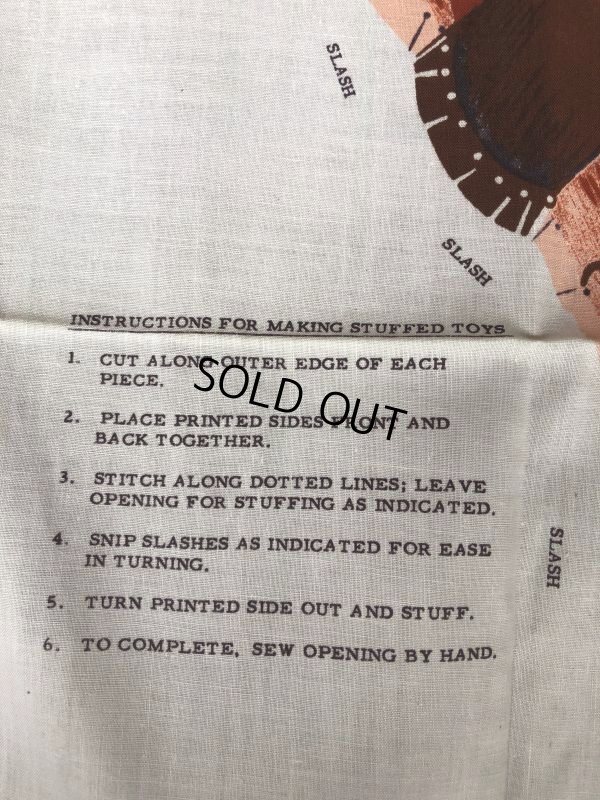 SLASH
SLASH
INSTRUCTIONS FOR MAKING STUFFED TOYS
1. CUT ALONG OUTER EDGE OF EACH
PIECE.
SOLD OUT
2. PLACE PRINTED SIDES FRONT AND
BACK TOGETHER.
3. STITCH ALONG DOTTED LINES; LEAVE
OPENING FOR STUFFING AS INDICATED.
4. SNIP SLASHES AS INDICATED FOR EASE
IN TURNING.
SLASH
5. TURN PRINTED SIDE OUT AND STUFF.
6. TO COMPLETE, SEW OPENING BY HAND.